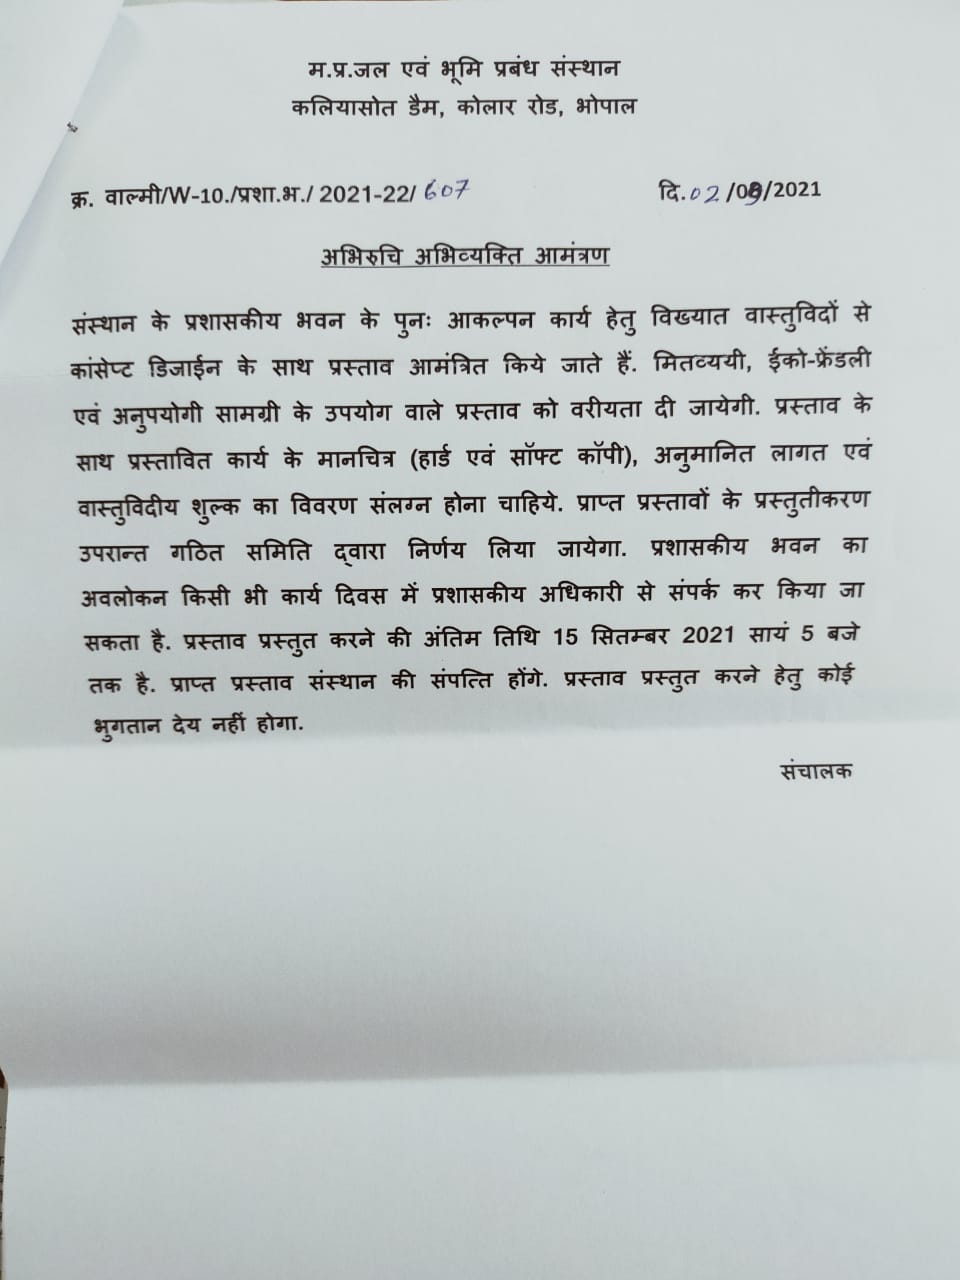 म.प्र.जल एवं भूमि प्रबंध संस्थान
कलियासोत डैम, कोलार रोड, भोपाल
क्र. वाल्मी/W-10./प्रशा.भ./ 2021-22/ 607 दि.02/09/2021
अभिरुचि अभिव्यक्ति आमंत्रण
संस्थान के प्रशासकीय भवन के पुनः आकल्पन कार्य हेतु विख्यात वास्तुविदों से
कांसेप्ट डिजाईन के साथ प्रस्ताव आमंत्रित किये जाते हैं. मितव्ययी, ईको-फ्रेंडली
एवं अनुपयोगी सामग्री के उपयोग वाले प्रस्ताव को वरीयता दी जायेगी. प्रस्ताव के
साथ प्रस्तावित कार्य के मानचित्र (हार्ड एवं सॉफ्ट कॉपी), अनुमानित लागत एवं
वास्तुविदीय शुल्क का विवरण संलग्न होना चाहिये. प्राप्त प्रस्तावों के प्रस्तुतीकरण
उपरान्त गठित समिति द्वारा निर्णय लिया जायेगा. प्रशासकीय भवन का
अवलोकन किसी भी कार्य दिवस में प्रशासकीय अधिकारी से संपर्क कर किया जा
सकता है. प्रस्ताव प्रस्तुत करने की अंतिम तिथि 15 सितम्बर 2021 सायं 5 बजे
तक है. प्राप्त प्रस्ताव संस्थान की संपत्ति होंगे. प्रस्ताव प्रस्तुत करने हेतु कोई
भुगतान देय नहीं होगा.
संचालक